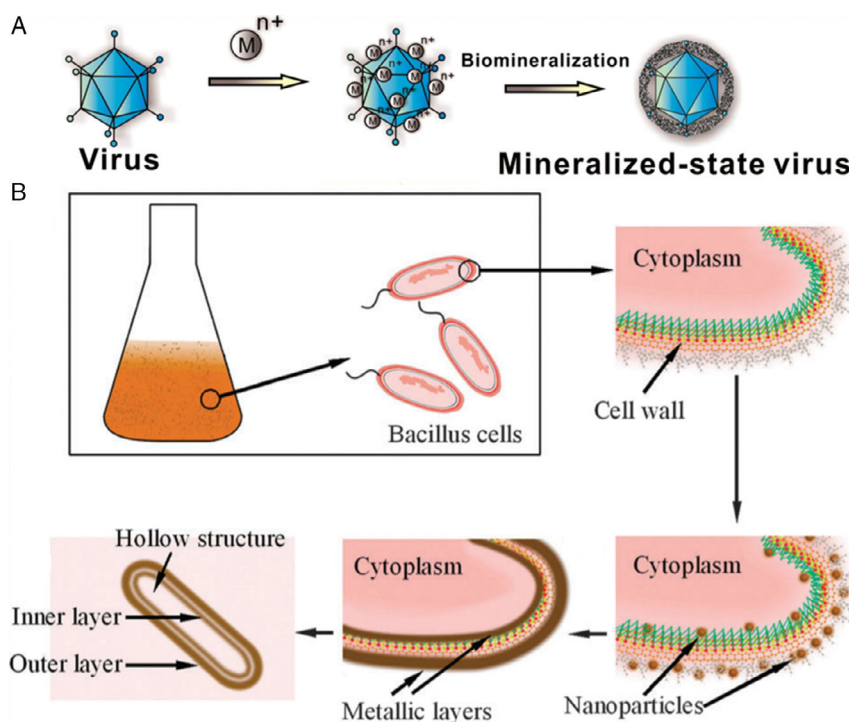 A
n+
M
n+
M
n+
M
n+
M
n+
M
n+
M
n+
M
n+
M
Biomineralization
Virus
Mineralized-state virus
B
Cytoplasm
Cell wall
Bacillus cells
Hollow structure
Inner layer
Outer layer
Cytoplasm
Metallic layers
Cytoplasm
Nanoparticles